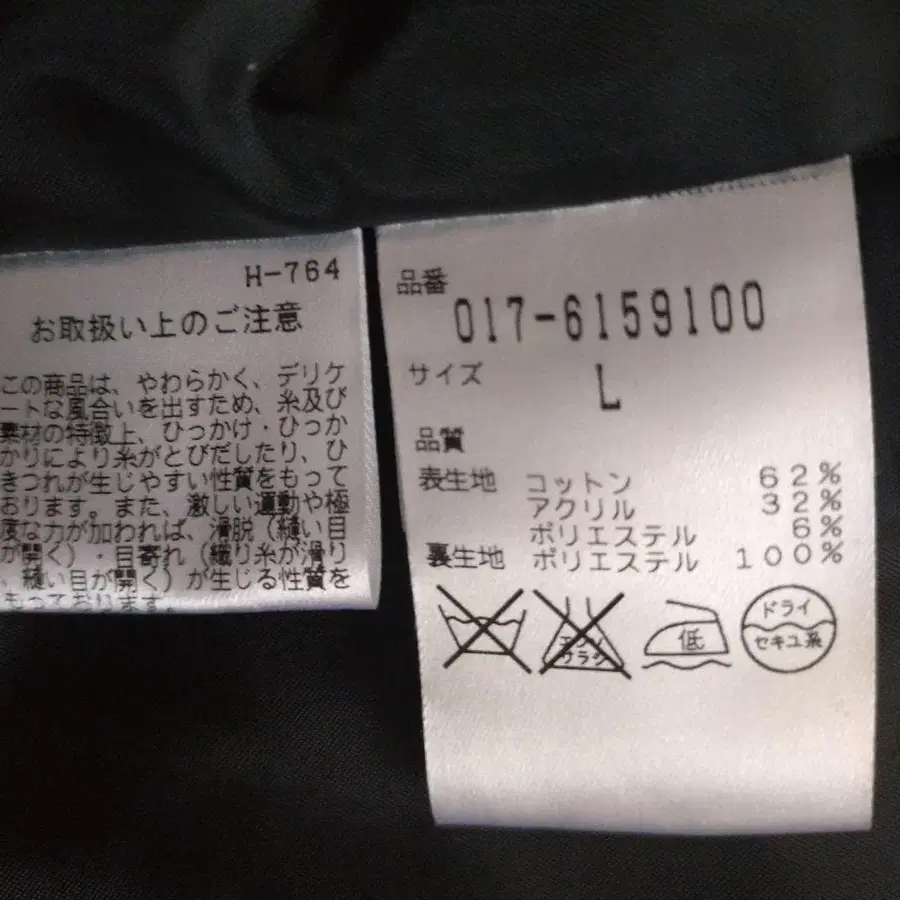 H-764
お取扱い上のご注意
この商品は、やわらかく、デリケ
ートな風合いを出すため、糸及び
素材の特徴上、ひっかけ・ひっか
かりにより糸がとびだしたり、ひ
きつれが生じやすい性質をもって
おります。また、激しい運動や極
度な力が加われば、滑脱（縫い目
が開く）・目寄れ（織り糸が滑り
、縫い目が開く）が生じる性質を
もっております。
品番
017-6159100
サイズ L
品質
表生地 コットン 62%
アクリル 32%
ポリエステル 6%
裏生地 ポリエステル 100%
エンソ
サラシ
低
ドライ
セキユ系